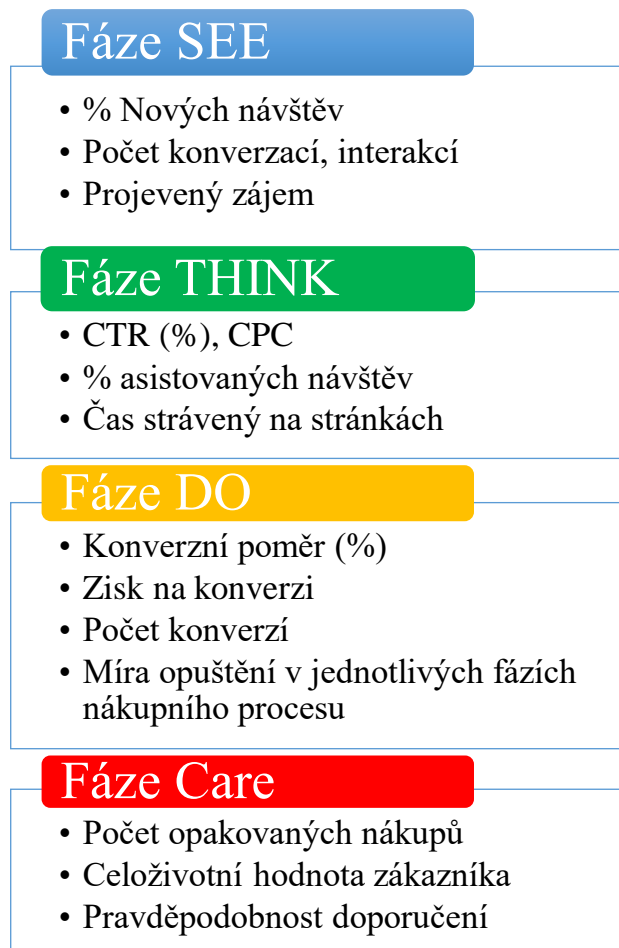 Fáze SEE
• % Nových návštěv
• Počet konverzací, interakcí
• Projevený zájem
Fáze THINK
• CTR (%), CPC
• % asistovaných návštěv
• Čas strávený na stránkách
Fáze DO
• Konverzní poměr (%)
• Zisk na konverzi
• Počet konverzí
• Míra opuštění v jednotlivých fázích
nákupního procesu
Fáze Care
• Počet opakovaných nákupů
• Celoživotní hodnota zákazníka
• Pravděpodobnost doporučení